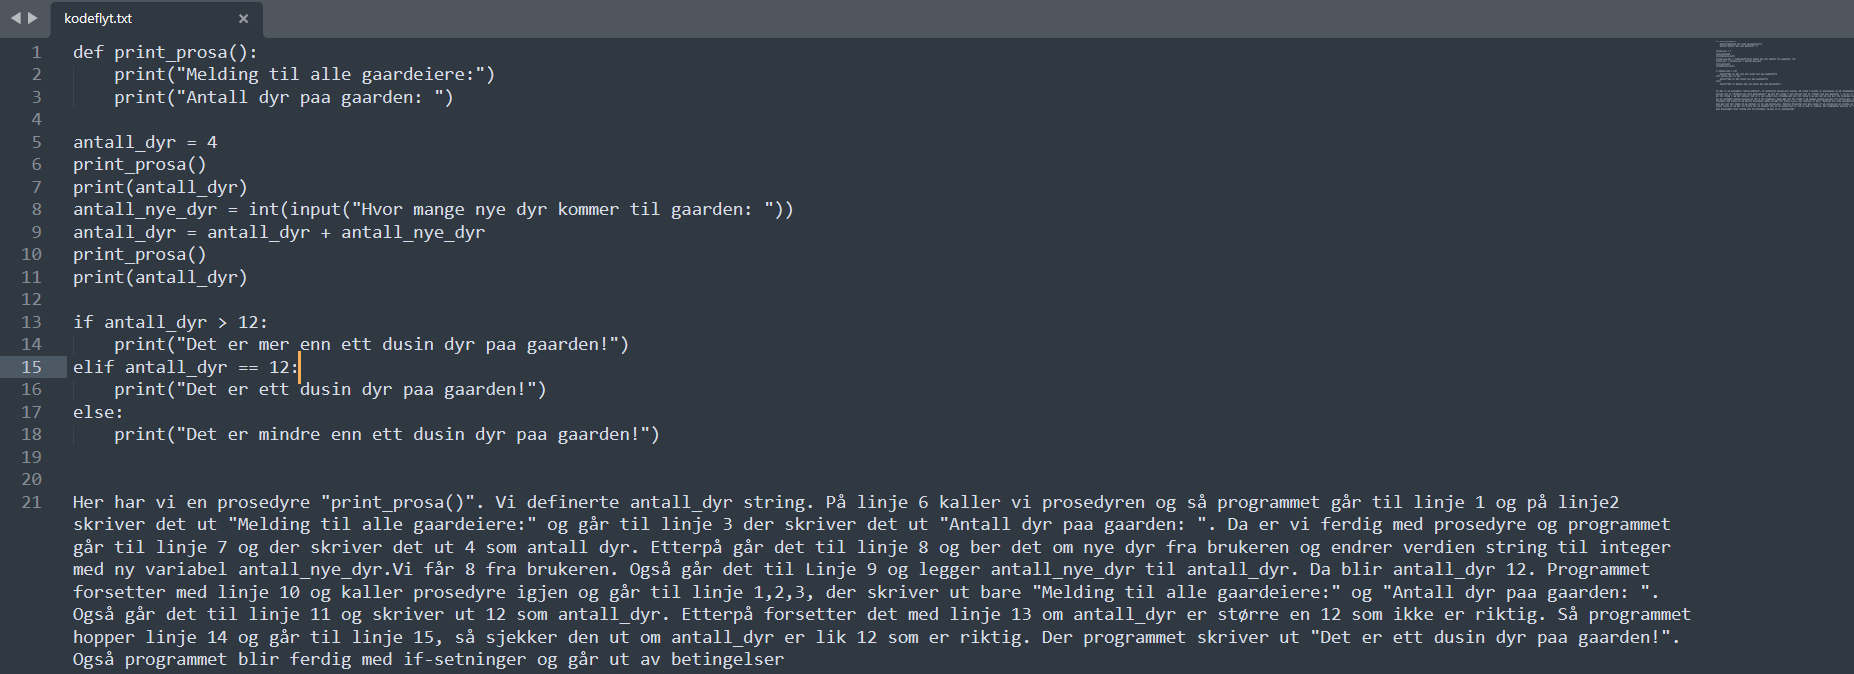 kodeflyt.txt
1 def print_prosa():
2     print("Melding til alle gaardeiere:")
3     print("Antall dyr paa gaarden: ")
4
5 antall_dyr = 4
6 print_prosa()
7 print(antall_dyr)
8 antall_nye_dyr = int(input("Hvor mange nye dyr kommer til gaarden: "))
9 antall_dyr = antall_dyr + antall_nye_dyr
10 print_prosa()
11 print(antall_dyr)
12
13 if antall_dyr > 12:
14     print("Det er mer enn ett dusin dyr paa gaarden!")
15 elif antall_dyr == 12:
16     print("Det er ett dusin dyr paa gaarden!")
17 else:
18     print("Det er mindre enn ett dusin dyr paa gaarden!")
19
20
21 Her har vi en prosedyre "print_prosa()". Vi definerte antall_dyr string. På linje 6 kaller vi prosedyren og så programmet går til linje 1 og på linje2
skriver det ut "Melding til alle gaardeiere:" og går til linje 3 der skriver det ut "Antall dyr paa gaarden: ". Da er vi ferdig med prosedyre og programmet
går til linje 7 og der skriver det ut 4 som antall dyr. Etterpå går det til linje 8 og ber det om nye dyr fra brukeren og endrer verdien string til integer
med ny variabel antall_nye_dyr.Vi får 8 fra brukeren. Også går det til Linje 9 og legger antall_nye_dyr til antall_dyr. Da blir antall_dyr 12. Programmet
forsetter med linje 10 og kaller prosedyre igjen og går til linje 1,2,3, der skriver ut bare "Melding til alle gaardeiere:" og "Antall dyr paa gaarden: ".
Også går det til linje 11 og skriver ut 12 som antall_dyr. Etterpå forsetter det med linje 13 om antall_dyr er større en 12 som ikke er riktig. Så programmet
hopper linje 14 og går til linje 15, så sjekker den ut om antall_dyr er lik 12 som er riktig. Der programmet skriver ut "Det er ett dusin dyr paa gaarden!".
Også programmet blir ferdig med if-setninger og går ut av betingelser